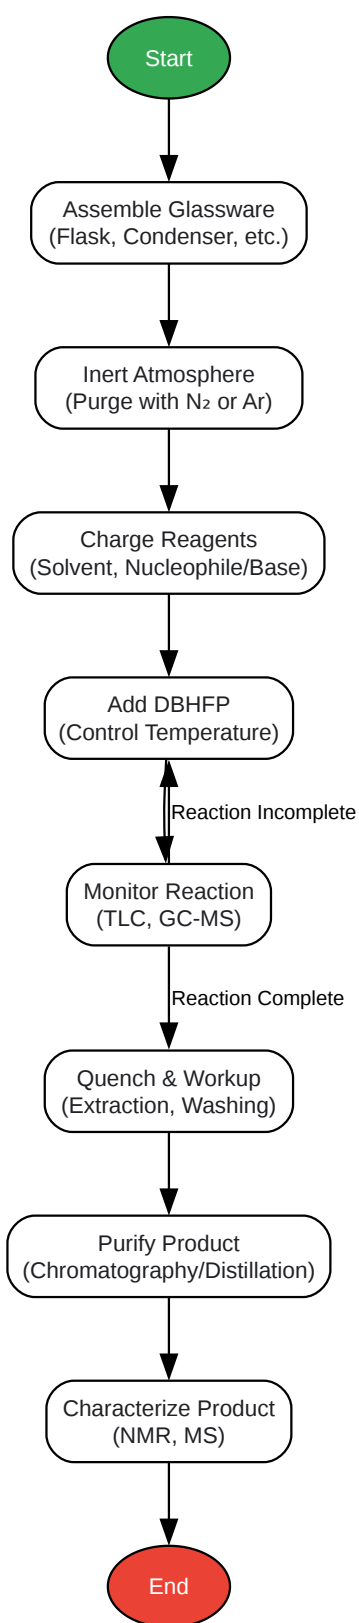 Start
Assemble Glassware
(Flask, Condenser, etc.)
Inert Atmosphere
(Purge with N₂ or Ar)
Charge Reagents
(Solvent, Nucleophile/Base)
Add DBHFP
(Control Temperature)
Reaction Incomplete
Monitor Reaction
(TLC, GC-MS)
Reaction Complete
Quench & Workup
(Extraction, Washing)
Purify Product
(Chromatography/Distillation)
Characterize Product
(NMR, MS)
End